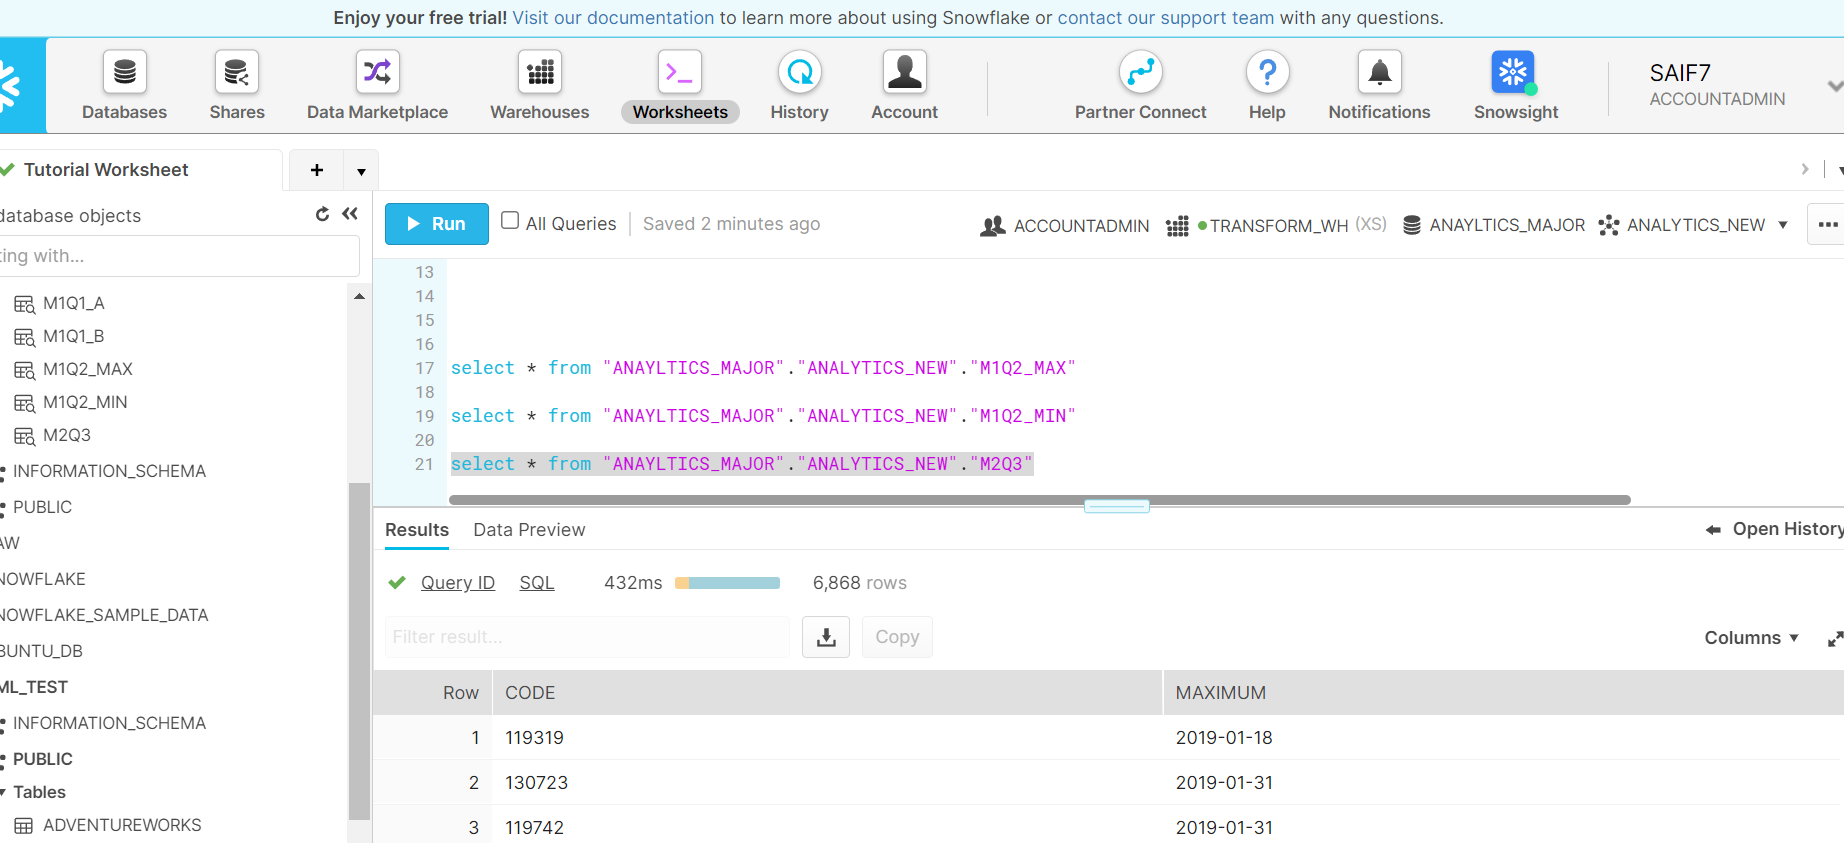 Enjoy your free trial! Visit our documentation to learn more about using Snowflake or contact our support team with any questions.
Databases
Shares
Data Marketplace
Warehouses
Worksheets
History
Account
Partner Connect
Help
Notifications
Snowsight
SAIF7
ACCOUNTADMIN
Tutorial Worksheet
database objects
ting with...
M1Q1_A
M1Q1_B
M1Q2_MAX
M1Q2_MIN
M2Q3
INFORMATION_SCHEMA
PUBLIC
AW
NOWFLAKE
NOWFLAKE_SAMPLE_DATA
BUNTU_DB
ML_TEST
INFORMATION_SCHEMA
PUBLIC
Tables
ADVENTUREWORKS
Run All Queries Saved 2 minutes ago ACCOUNTADMIN TRANSFORM_WH (XS) ANAYLTICS_MAJOR ANALYTICS_NEW
13
14
15
16
17 select * from "ANAYLTICS_MAJOR"."ANALYTICS_NEW"."M1Q2_MAX"
18
19 select * from "ANAYLTICS_MAJOR"."ANALYTICS_NEW"."M1Q2_MIN"
20
21 select * from "ANAYLTICS_MAJOR"."ANALYTICS_NEW"."M2Q3"
Results Data Preview Open History
Query ID SQL 432ms 6,868 rows
Filter result... Copy Columns
Row CODE MAXIMUM
1 119319 2019-01-18
2 130723 2019-01-31
3 119742 2019-01-31